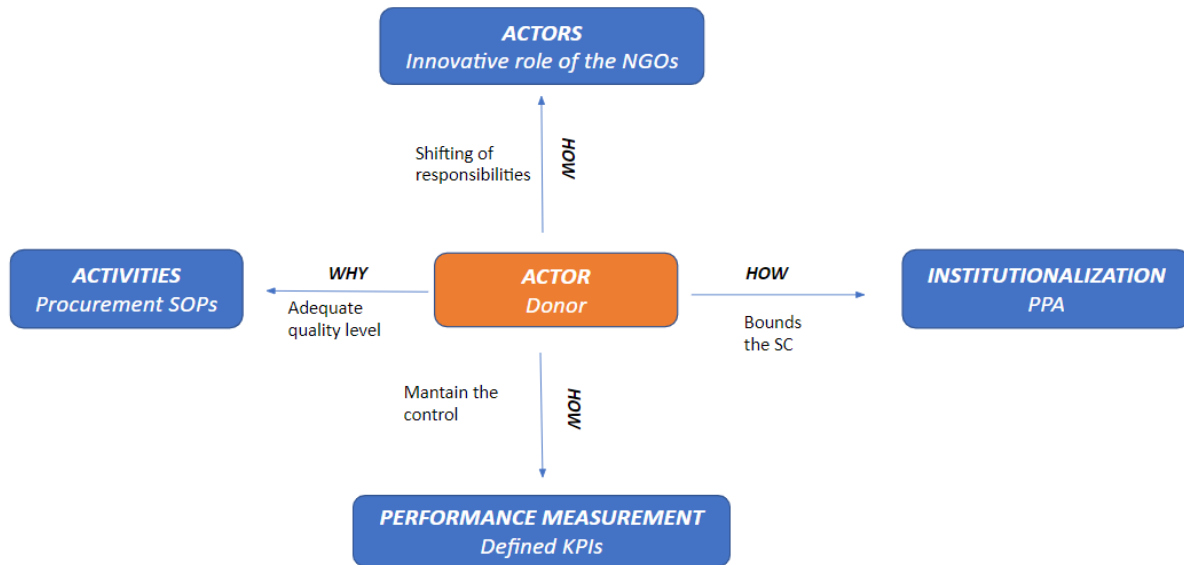 ACTORS
Innovative role of the NGOs
Shifting of
responsibilities
HOW
ACTIVITIES
Procurement SOPs
WHY
Adequate
quality level
ACTOR
Donor
HOW
Bounds
the SC
INSTITUTIONALIZATION
PPA
Mantain the
control
HOW
PERFORMANCE MEASUREMENT
Defined KPIs